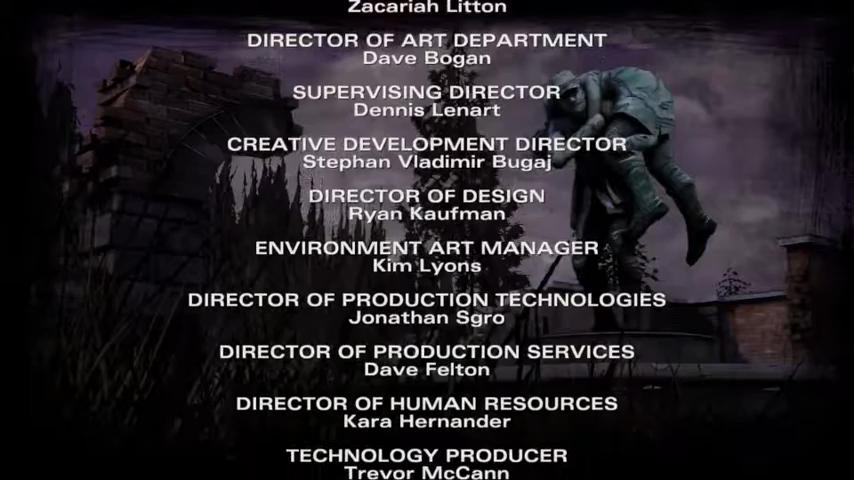 Zacariah Litton
DIRECTOR OF ART DEPARTMENT
Dave Bogan
SUPERVISING DIRECTOR
Dennis Lenart
CREATIVE DEVELOPMENT DIRECTOR
Stephan Vladimir Bugaj
DIRECTOR OF DESIGN
Ryan Kaufman
ENVIRONMENT ART MANAGER
Kim Lyons
DIRECTOR OF PRODUCTION TECHNOLOGIES
Jonathan Sgro
DIRECTOR OF PRODUCTION SERVICES
Dave Felton
DIRECTOR OF HUMAN RESOURCES
Kara Hernander
TECHNOLOGY PRODUCER
Trevor McCann